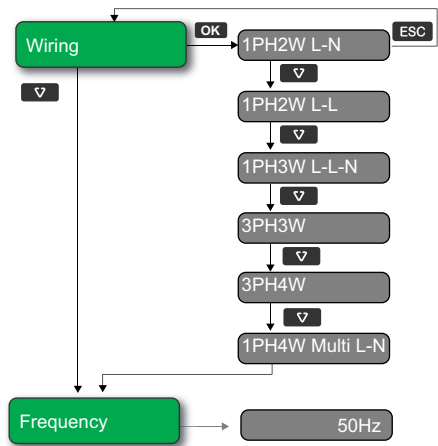 Wiring
OK
1PH2W L-N
ESC
1PH2W L-L
1PH3W L-L-N
3PH3W
3PH4W
1PH4W Multi L-N
Frequency
50Hz